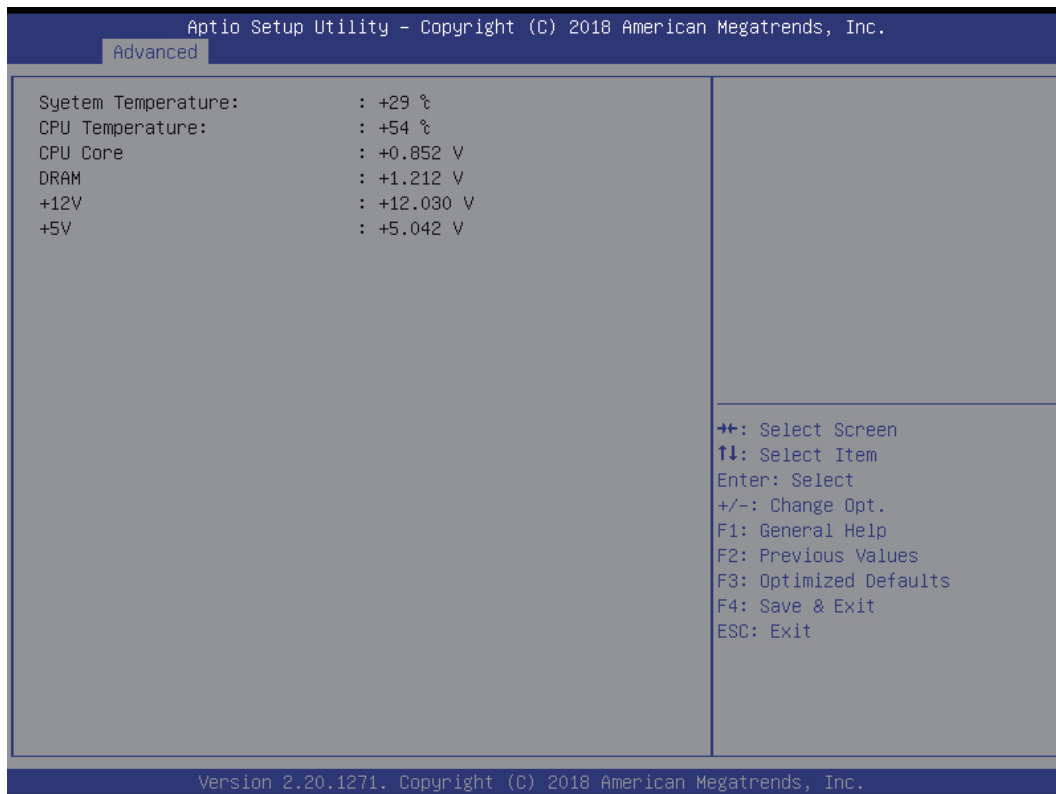 Aptio Setup Utility – Copyright (C) 2018 American Megatrends, Inc.
Advanced
Syetem Temperature: : +29 ℃
CPU Temperature: : +54 ℃
CPU Core : +0.852 V
DRAM : +1.212 V
+12V : +12.030 V
+5V : +5.042 V
→←: Select Screen
↑↓: Select Item
Enter: Select
+/-: Change Opt.
F1: General Help
F2: Previous Values
F3: Optimized Defaults
F4: Save & Exit
ESC: Exit
Version 2.20.1271. Copyright (C) 2018 American Megatrends, Inc.